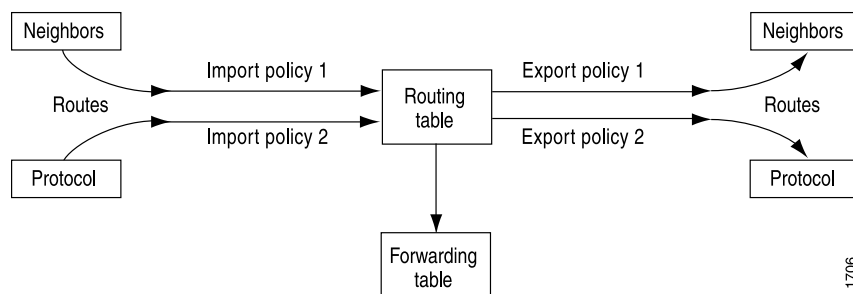 Neighbors
Neighbors
Import policy 1
Export policy 1
Routes
Routing
table
Routes
Import policy 2
Export policy 2
Protocol
Protocol
Forwarding
table
1706